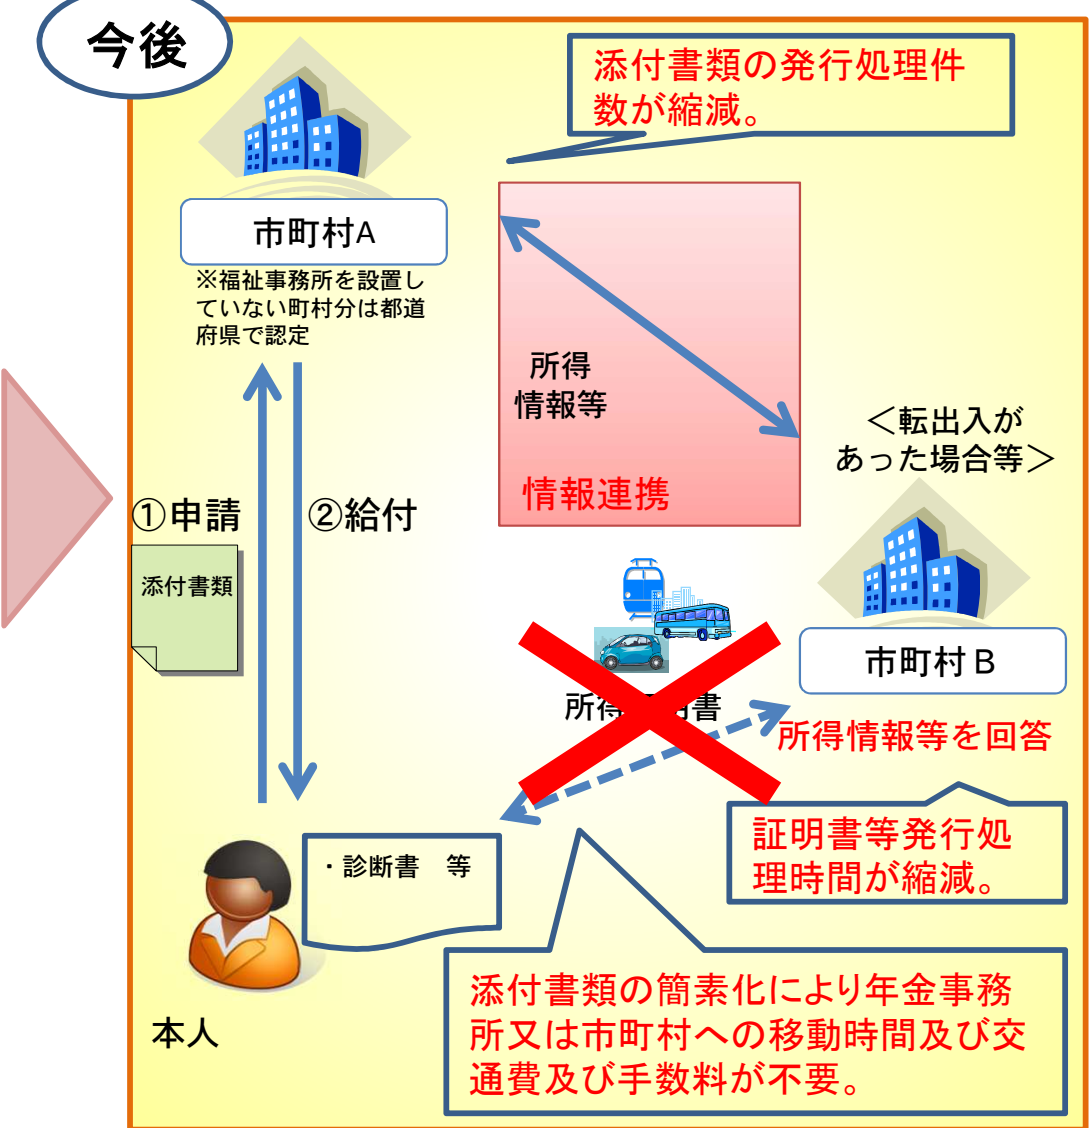 今後
添付書類の発行処理件
数が縮減。
市町村A
※福祉事務所を設置し
ていない町村分は都道
府県で認定
所得
情報等
情報連携
＜転出入が
あった場合等＞
①申請
②給付
添付書類
市町村Ｂ
所得 書
所得情報等を回答
証明書等発行処
理時間が縮減。
・診断書　等
添付書類の簡素化により年金事務
所又は市町村への移動時間及び交
通費及び手数料が不要。
本人